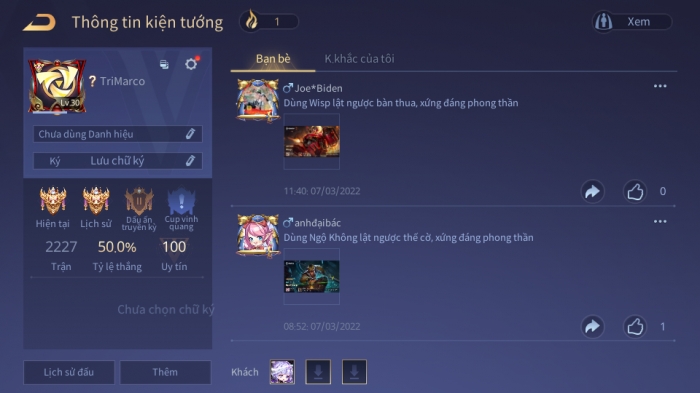 Thông tin kiện tướng
1
Xem
Bạn bè
K.khắc của tôi
? TriMarco
Lv 30
Chưa dùng Danh hiệu
Ký Lưu chữ ký
Hiện tại
Lịch sử
Dấu ấn truyền kỳ
Cup vinh quang
2227
50.0%
100
Trận
Tỷ lệ thắng
Uy tín
Chưa chọn chữ ký
Lịch sử đấu
Thêm
Joe*Biden
Dùng Wisp lật ngược bàn thua, xứng đáng phong thần
11:40: 07/03/2022
0
anhđạibác
Dùng Ngộ Không lật ngược thế cờ, xứng đáng phong thần
08:52: 07/03/2022
1
Khách